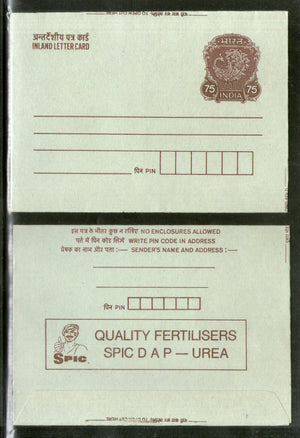 अन्तर्देशीय पत्र कार्ड
INLAND LETTER CARD
भारत
75 75
INDIA
पिन PIN
इस पत्र के भीतर कुछ न रखिए NO ENCLOSURES ALLOWED
पते में पिन कोड लिखें WRITE PIN CODE IN ADDRESS
प्रेषक का नाम और पता :— SENDER'S NAME AND ADDRESS :—
पिन PIN
SPIC
QUALITY FERTILISERS
SPIC D A P — UREA